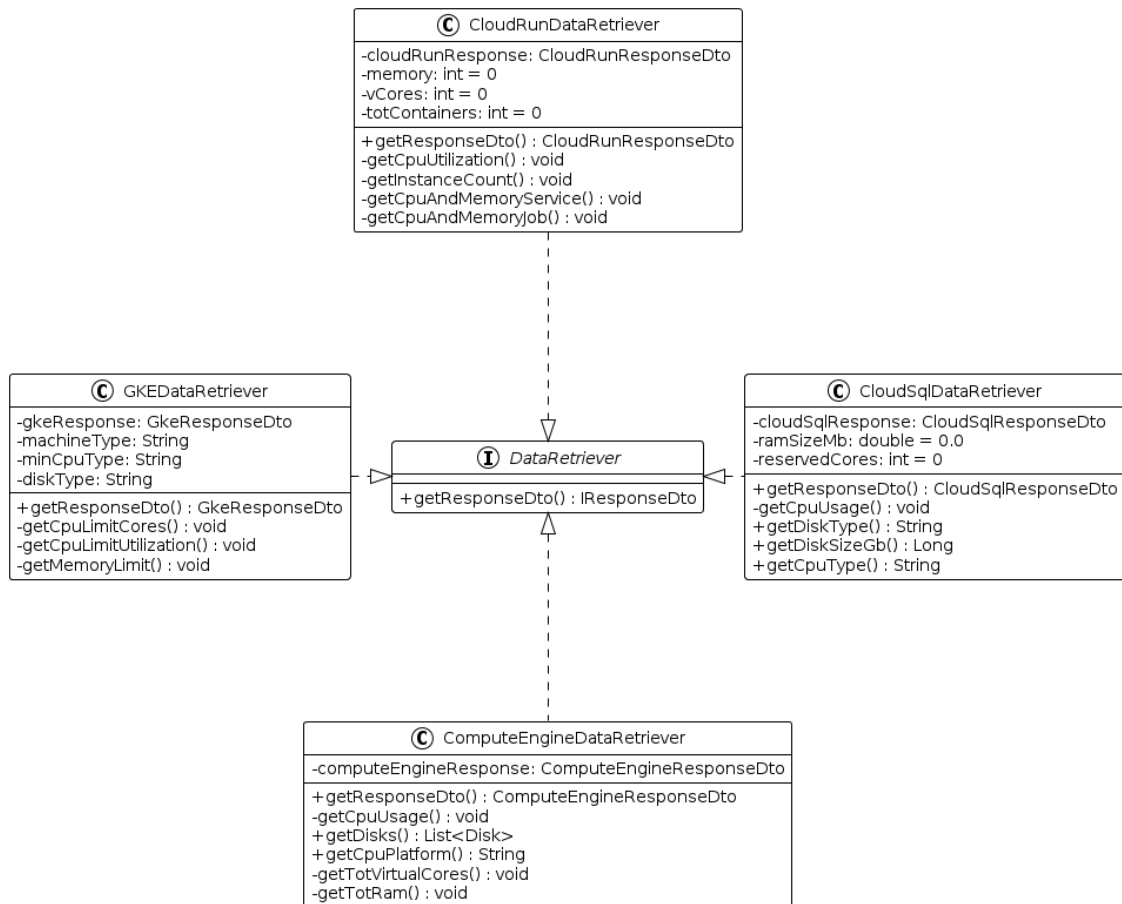 C CloudRunDataRetriever
-cloudRunResponse: CloudRunResponseDto
-memory: int = 0
-vCores: int = 0
-totContainers: int = 0
+getResponseDto() : CloudRunResponseDto
-getCpuUtilization() : void
-getInstanceCount() : void
-getCpuAndMemoryService() : void
-getCpuAndMemoryJob() : void
C GKEDataRetriever
-gkeResponse: GkeResponseDto
-machineType: String
-minCpuType: String
-diskType: String
+getResponseDto() : GkeResponseDto
-getCpuLimitCores() : void
-getCpuLimitUtilization() : void
-getMemoryLimit() : void
I DataRetriever
+getResponseDto() : IResponseDto
C CloudSqlDataRetriever
-cloudSqlResponse: CloudSqlResponseDto
-ramSizeMb: double = 0.0
-reservedCores: int = 0
+getResponseDto() : CloudSqlResponseDto
-getCpuUsage() : void
+getDiskType() : String
+getDiskSizeGb() : Long
+getCpuType() : String
C ComputeEngineDataRetriever
-computeEngineResponse: ComputeEngineResponseDto
+getResponseDto() : ComputeEngineResponseDto
-getCpuUsage() : void
+getDisks() : List<Disk>
+getCpuPlatform() : String
-getTotVirtualCores() : void
-getTotRam() : void